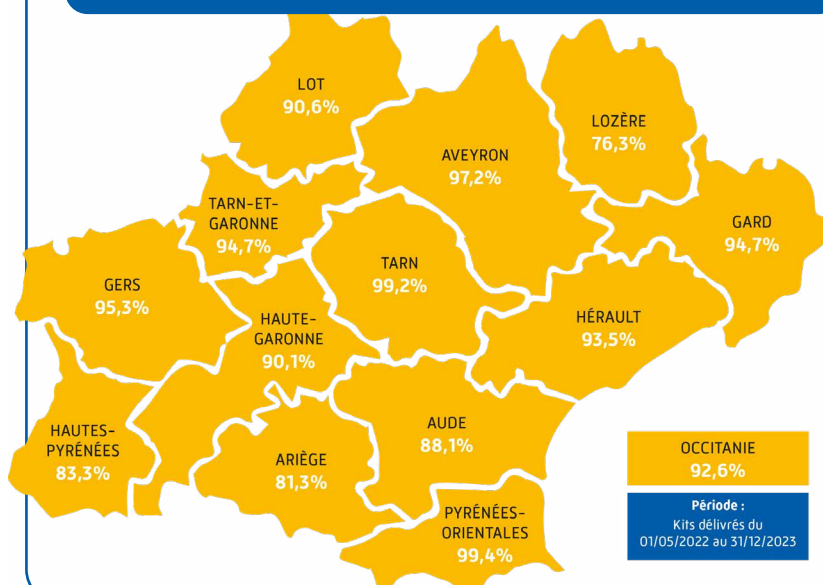 LOT
90,6%
LOZÈRE
76,3%
AVEYRON
97,2%
TARN-ET-
GARONNE
94,7%
GARD
94,7%
TARN
99,2%
GERS
95,3%
HAUTE-
GARONNE
90,1%
HÉRAULT
93,5%
HAUTES-
PYRÉNÉES
83,3%
ARIÈGE
81,3%
AUDE
88,1%
PYRÉNÉES-
ORIENTALES
99,4%
OCCITANIE
92,6%
Période :
Kits délivrés du
01/05/2022 au 31/12/2023